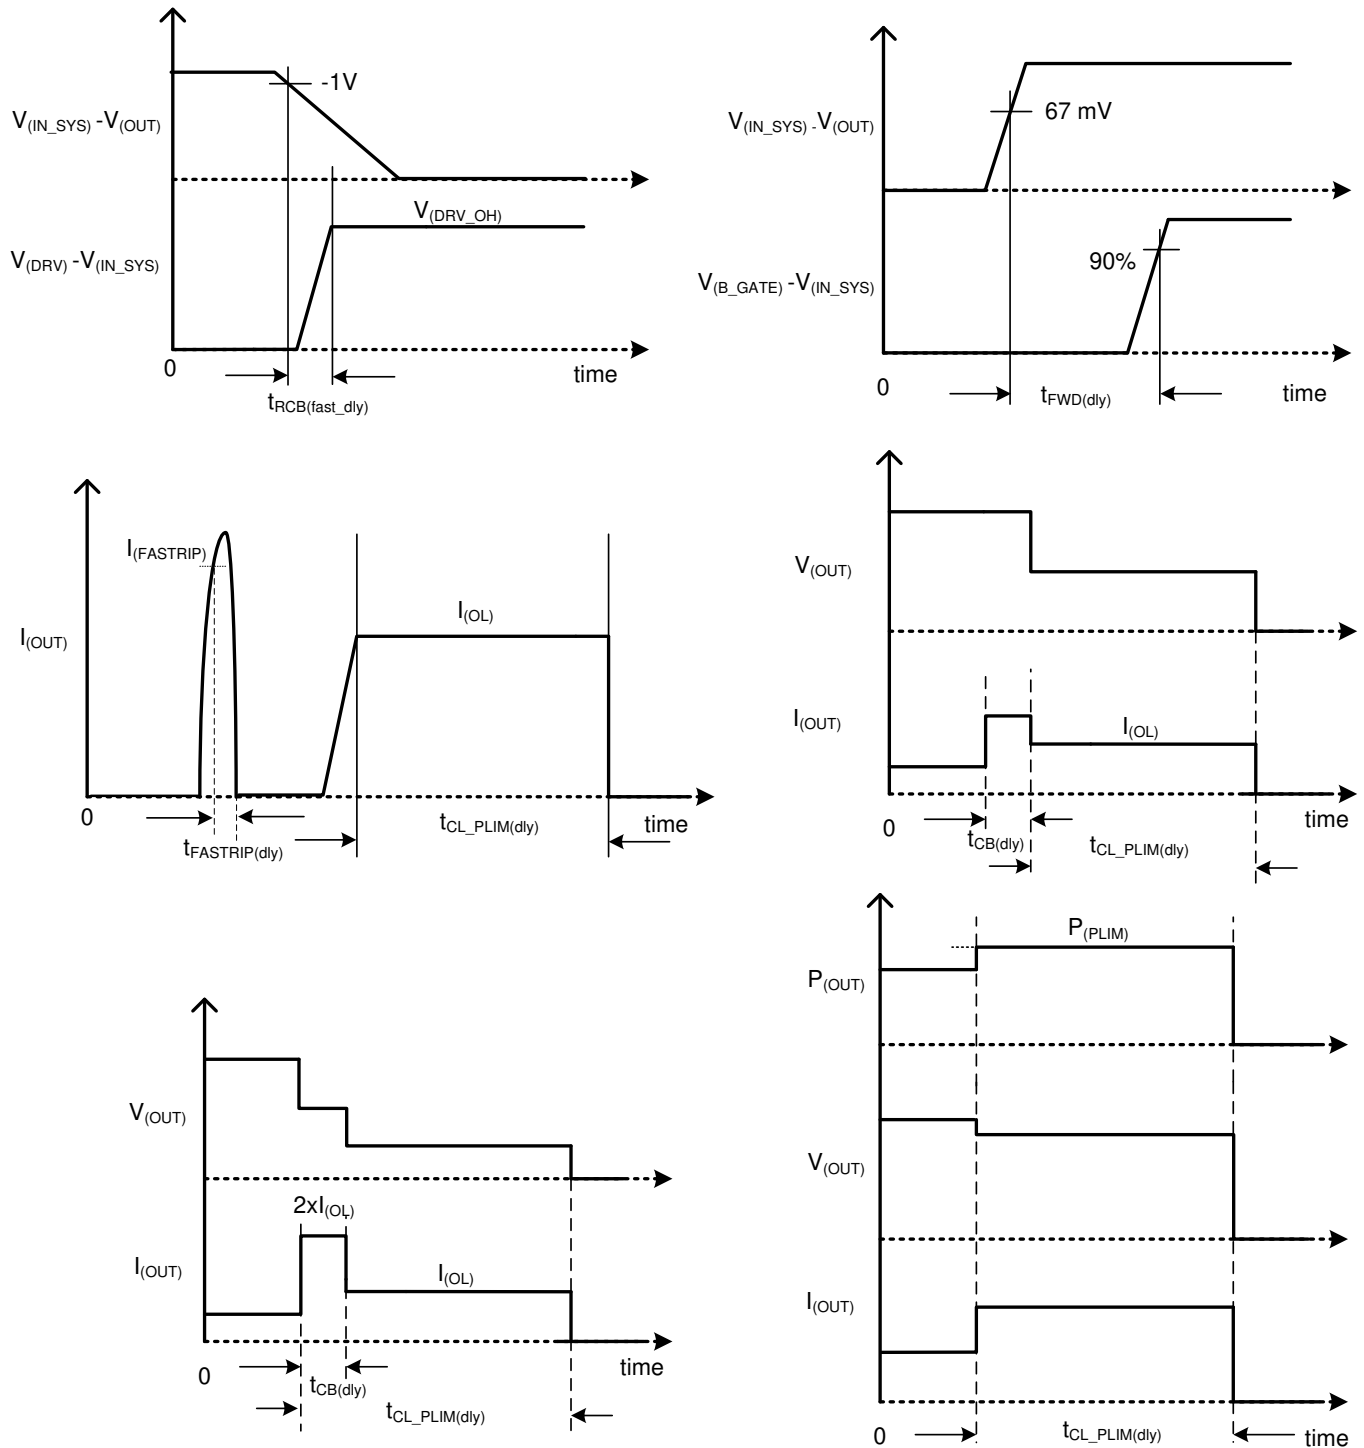 -1V
V(IN_SYS) -V(OUT)
V(DRV_OH)
V(DRV) -V(IN_SYS)
0
time
tRCB(fast_dly)
67 mV
V(IN_SYS) -V(OUT)
90%
V(B_GATE) -V(IN_SYS)
0
tFWD(dly)
time
I(FASTRIP)
I(OL)
I(OUT)
0
tFASTRIP(dly)
tCL_PLIM(dly)
time
V(OUT)
I(OUT)
I(OL)
0
tCB(dly)
tCL_PLIM(dly)
time
V(OUT)
2xI(OL)
I(OUT)
I(OL)
0
tCB(dly)
tCL_PLIM(dly)
time
P(PLIM)
P(OUT)
V(OUT)
I(OUT)
0
tCL_PLIM(dly)
time